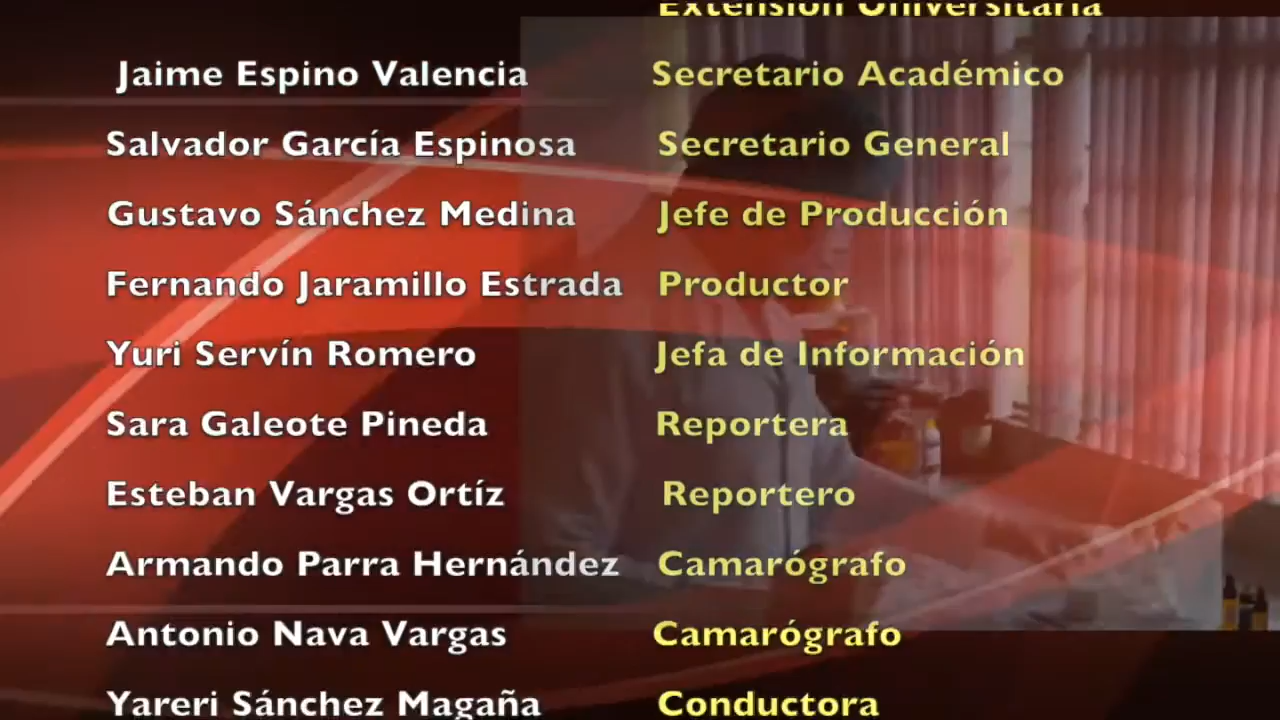 Extensión Universitaria
Jaime Espino Valencia Secretario Académico
Salvador García Espinosa Secretario General
Gustavo Sánchez Medina Jefe de Producción
Fernando Jaramillo Estrada Productor
Yuri Servín Romero Jefa de Información
Sara Galeote Pineda Reportera
Esteban Vargas Ortíz Reportero
Armando Parra Hernández Camarógrafo
Antonio Nava Vargas Camarógrafo
Yareri Sánchez Magaña Conductora